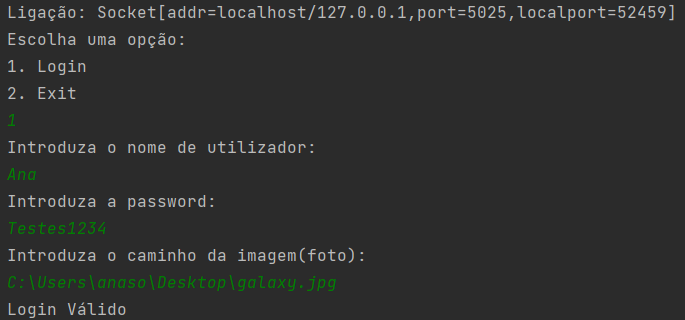 Ligação: Socket[addr=localhost/127.0.0.1,port=5025,localport=52459]
Escolha uma opção:
1. Login
2. Exit
1
Introduza o nome de utilizador:
Ana
Introduza a password:
Testes1234
Introduza o caminho da imagem(foto):
C:\Users\anaso\Desktop\galaxy.jpg
Login Válido